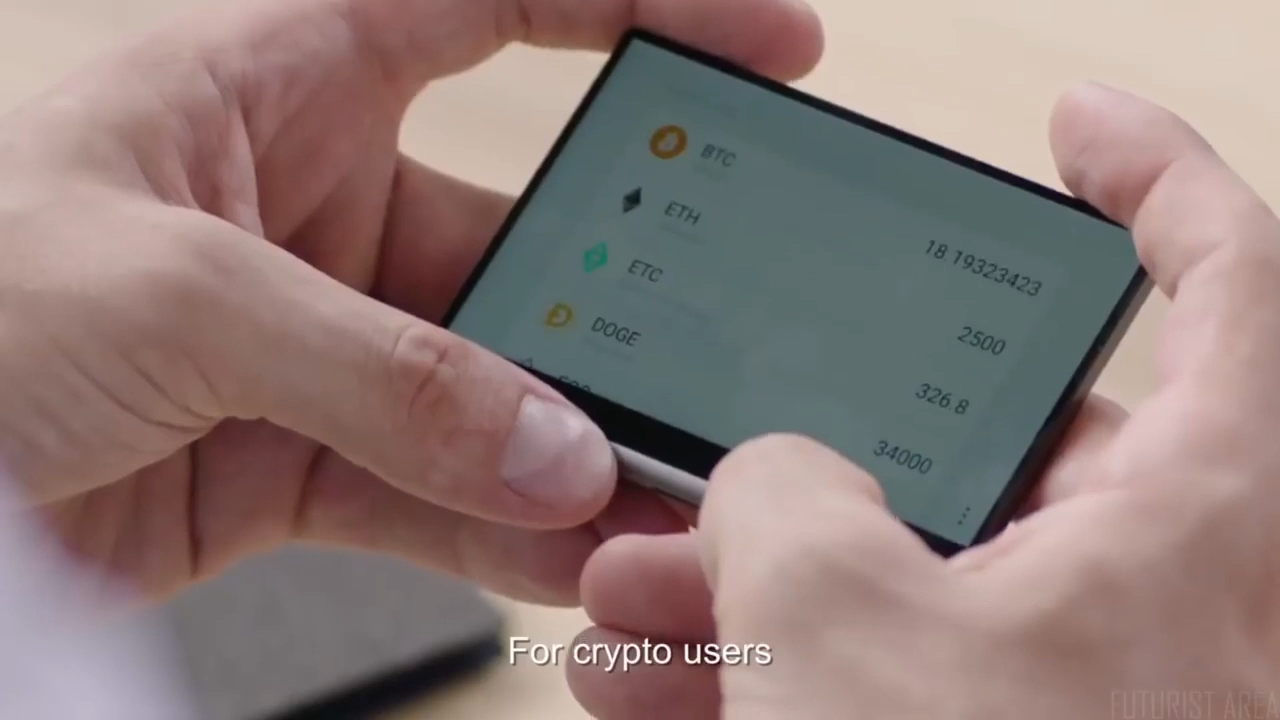 BTC
18 19323423
ETH
2500
ETC
326.8
DOGE
34000
For crypto users
FUTURIST AREA